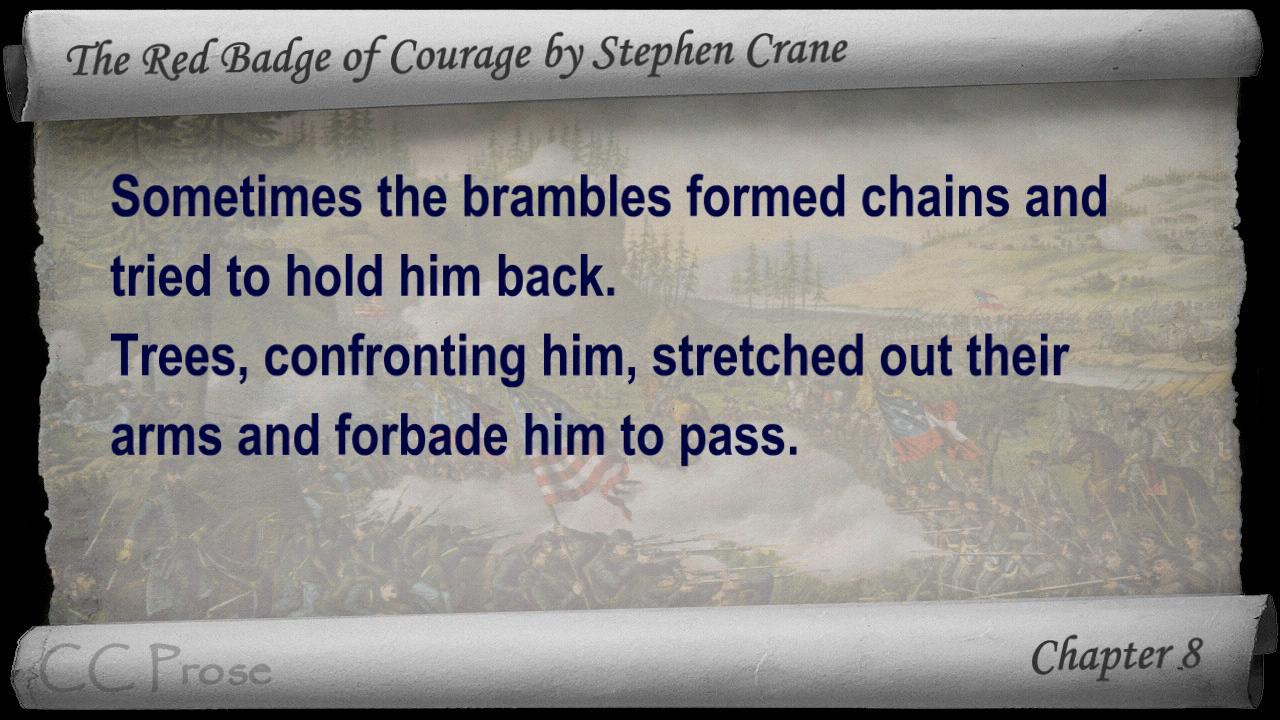 The Red Badge of Courage by Stephen Crane
Sometimes the brambles formed chains and
tried to hold him back.
Trees, confronting him, stretched out their
arms and forbade him to pass.
CC Prose
Chapter 8